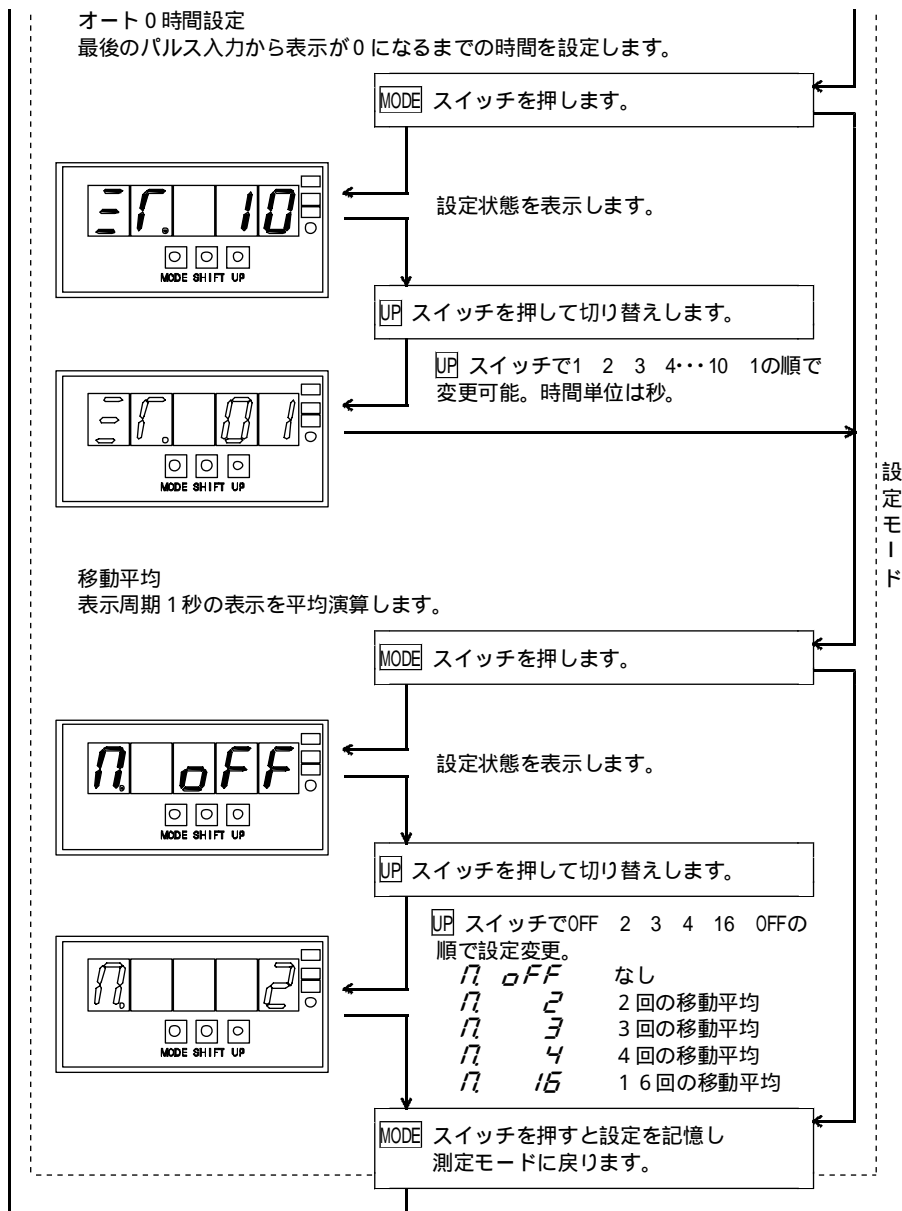 オート0時間設定
最後のパルス入力から表示が0になるまでの時間を設定します。
MODE スイッチを押します。
設定状態を表示します。
10
MODE SHIFT UP
UP スイッチを押して切り替えします。
UP スイッチで1 2 3 4･･･10 1の順で
変更可能。時間単位は秒。
01
MODE SHIFT UP
設定モード
移動平均
表示周期1秒の表示を平均演算します。
MODE スイッチを押します。
設定状態を表示します。
n. oFF
MODE SHIFT UP
UP スイッチを押して切り替えします。
UP スイッチでOFF 2 3 4 16 OFFの
順で設定変更。
n. oFF なし
n. 2 2回の移動平均
n. 3 3回の移動平均
n. 4 4回の移動平均
n. 16 16回の移動平均
n. 2
MODE SHIFT UP
MODE スイッチを押すと設定を記憶し
測定モードに戻ります。